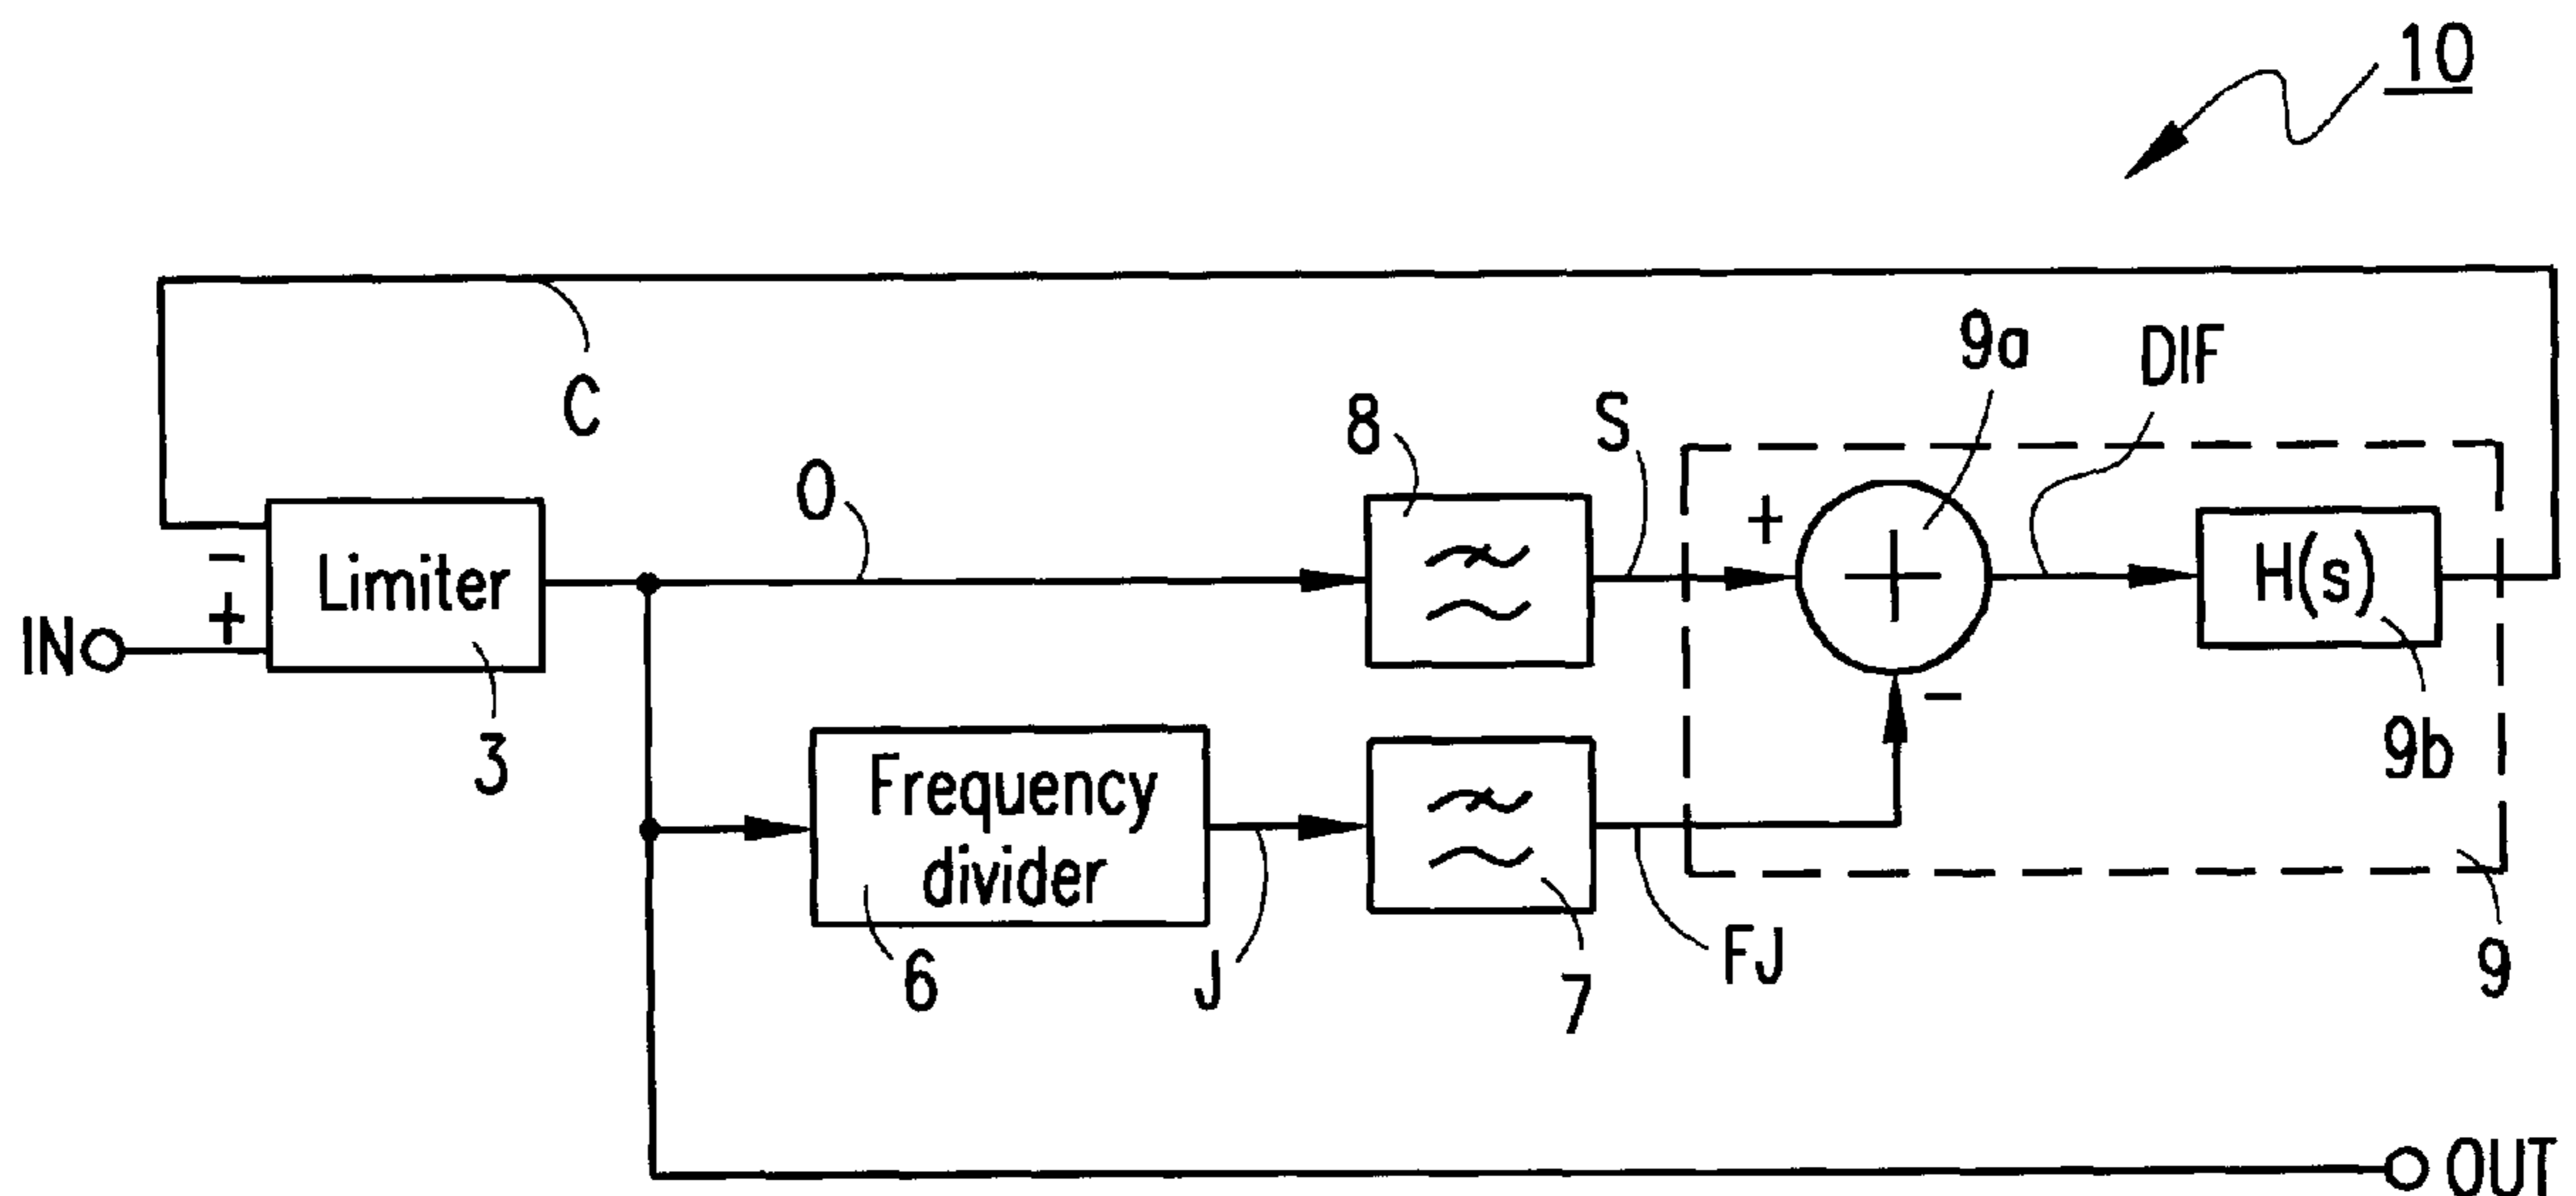 10
C
9a
DIF
8
S
O
+
−
Limiter
+
H(s)
IN
3
−
9b
Frequency
divider
6
J
7
FJ
9
OUT